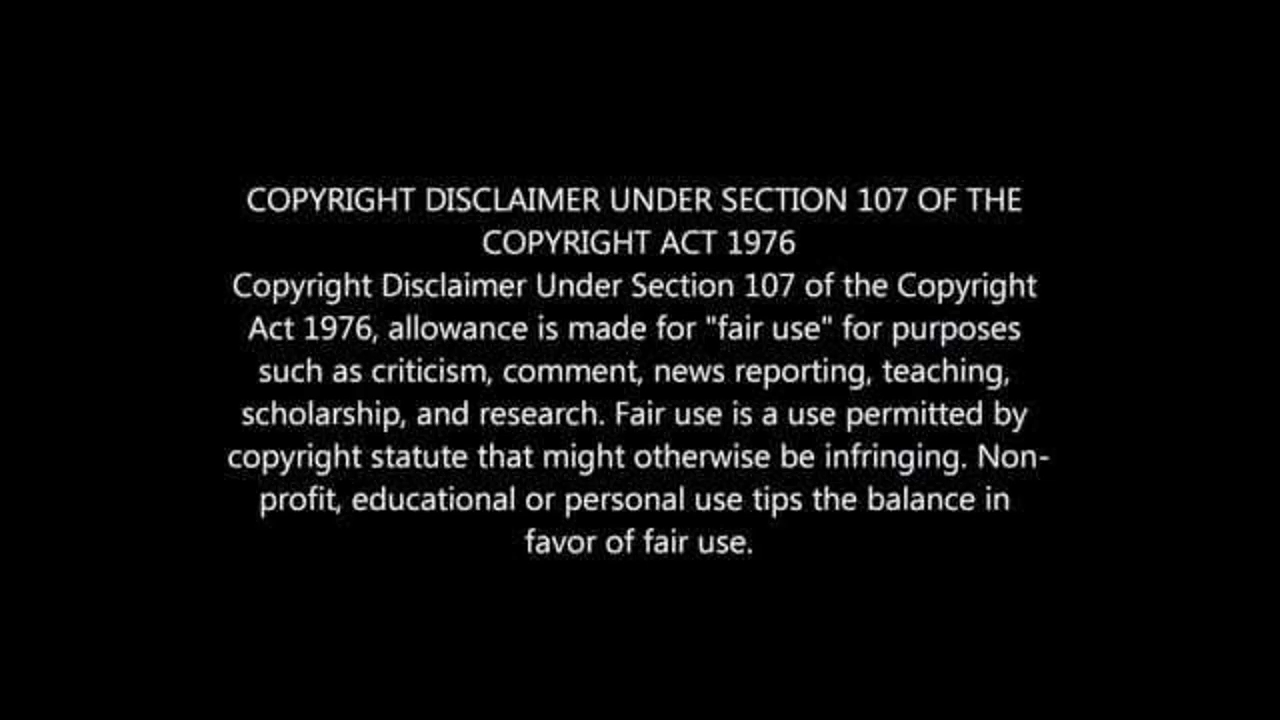 COPYRIGHT DISCLAIMER UNDER SECTION 107 OF THE
COPYRIGHT ACT 1976
Copyright Disclaimer Under Section 107 of the Copyright
Act 1976, allowance is made for "fair use" for purposes
such as criticism, comment, news reporting, teaching,
scholarship, and research. Fair use is a use permitted by
copyright statute that might otherwise be infringing. Non-
profit, educational or personal use tips the balance in
favor of fair use.